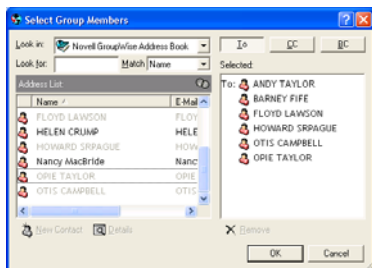 Select Group Members
Look in: Novell GroupWise Address Book
To CC BC
Look for: Match Name
Selected:
Address List
Name / E-Mail
FLOYD LAWSON FLOY
HELEN CRUMP HELE
HOWARD SRPAGUE HOW
Nancy MacBride Nanc
OPIE TAYLOR OPIE
OTIS CAMPBELL OTIS
To: ANDY TAYLOR
BARNEY FIFE
FLOYD LAWSON
HOWARD SRPAGUE
OTIS CAMPBELL
OPIE TAYLOR
New Contact Details
Remove
OK Cancel